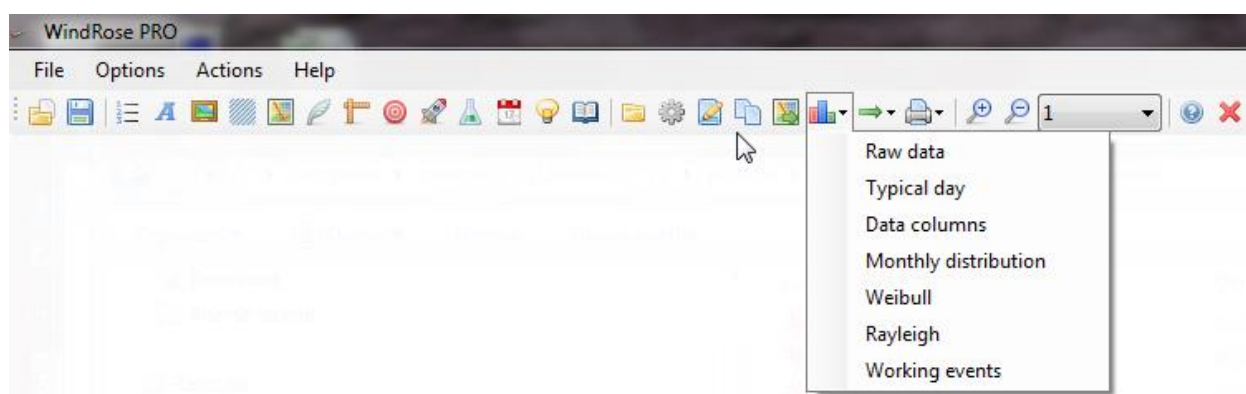 WindRose PRO
File Options Actions Help
1
Raw data
Typical day
Data columns
Monthly distribution
Weibull
Rayleigh
Working events